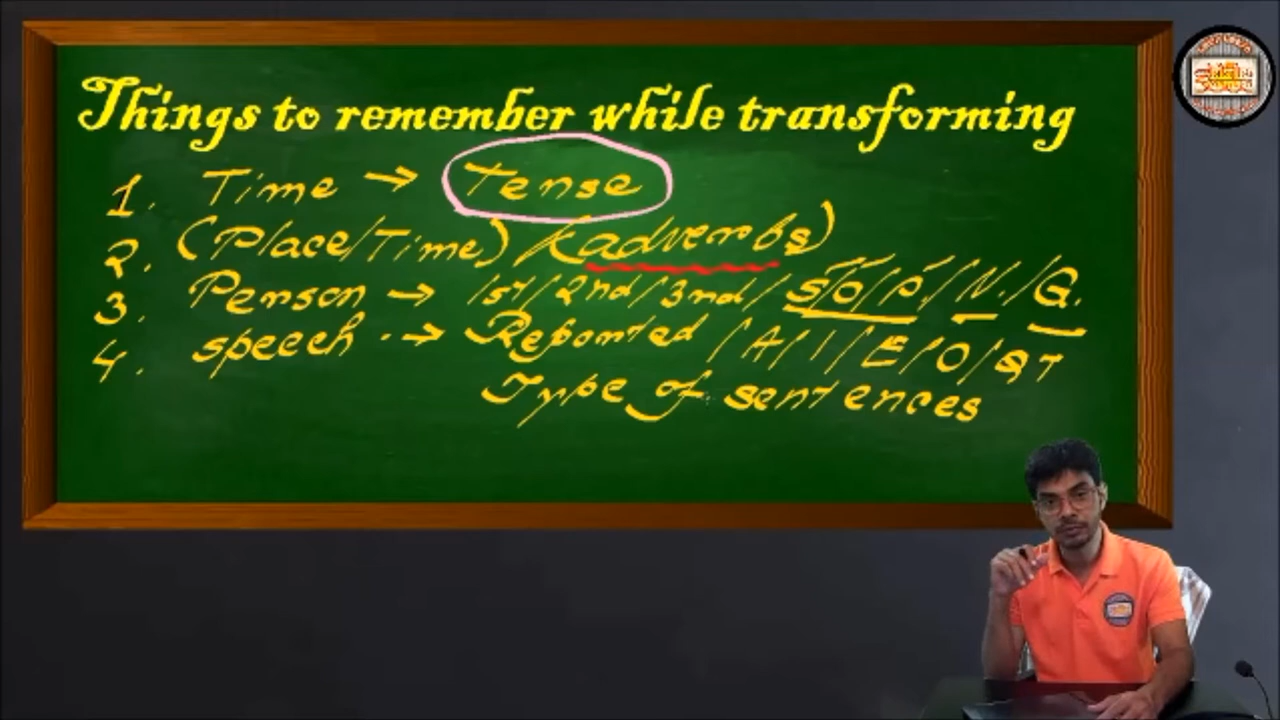 Things to remember while transforming
1. Time → Tense
2. (Place/Time) (adverbs)
3. Person → 1st/2nd/3rd/ S/O/P./N./G.
4. speech → Reported /A/I/E/O/
Type of sentences